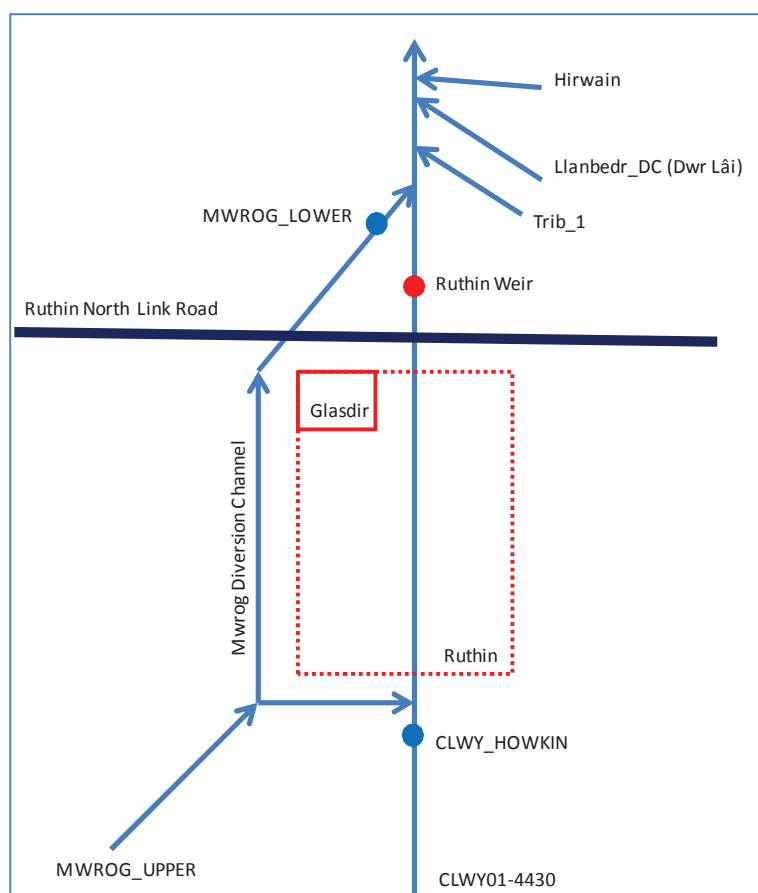 Hirwain
Llanbedr_DC (Dwr Lâi)
MWROG_LOWER
Trib_1
Ruthin Weir
Ruthin North Link Road
Glasdir
Mwrog Diversion Channel
Ruthin
CLWY_HOWKIN
MWROG_UPPER
CLWY01-4430